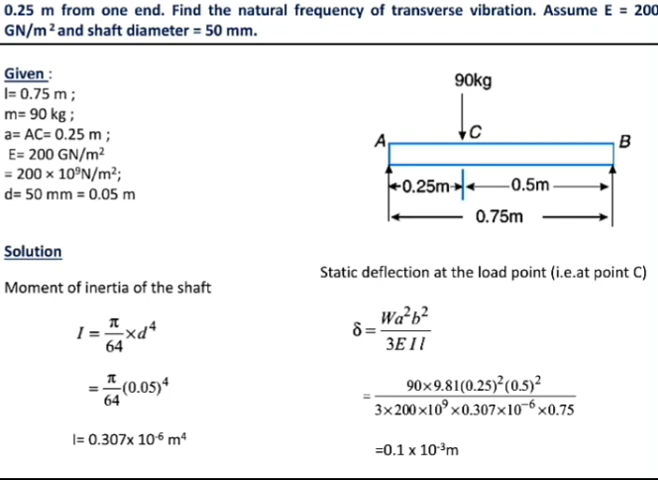 0.25 m from one end. Find the natural frequency of transverse vibration. Assume E = 200
GN/m² and shaft diameter = 50 mm.
Given :
l= 0.75 m ;
m= 90 kg ;
a= AC= 0.25 m ;
E= 200 GN/m²
= 200 × 10⁹N/m²;
d= 50 mm = 0.05 m
90kg
A
C
B
0.25m
0.5m
0.75m
Solution
Moment of inertia of the shaft
I = π/64 ×d⁴
= π/64 (0.05)⁴
I= 0.307x 10⁻⁶ m⁴
Static deflection at the load point (i.e.at point C)
δ = Wa²b² / 3E I l
= 90×9.81(0.25)²(0.5)² / 3×200×10⁹×0.307×10⁻⁶×0.75
=0.1 x 10⁻³m